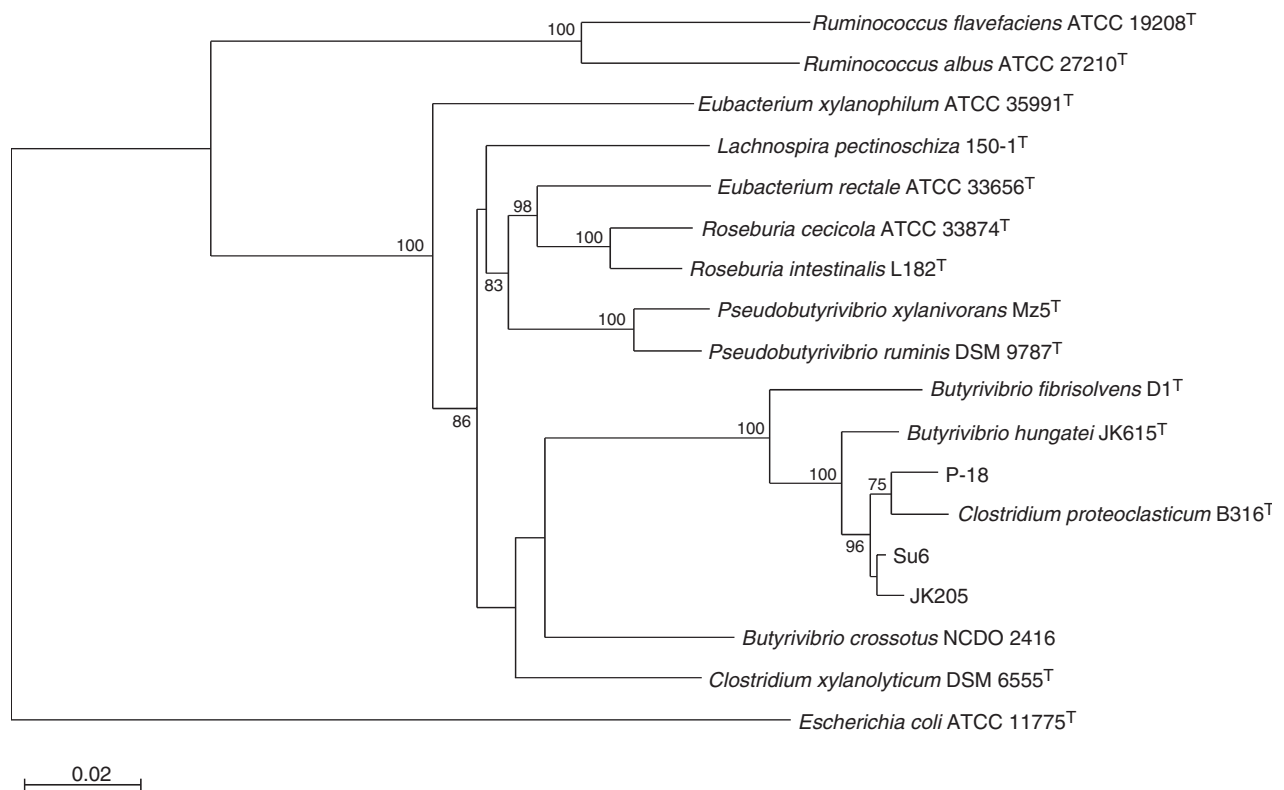 100
Ruminococcus flavefaciens ATCC 19208T
Ruminococcus albus ATCC 27210T
Eubacterium xylanophilum ATCC 35991T
Lachnospira pectinoschiza 150-1T
Eubacterium rectale ATCC 33656T
98
Roseburia cecicola ATCC 33874T
100
100
Roseburia intestinalis L182T
83
Pseudobutyrivibrio xylanivorans Mz5T
100
Pseudobutyrivibrio ruminis DSM 9787T
Butyrivibrio fibrisolvens D1T
86
100
Butyrivibrio hungatei JK615T
100
P-18
75
Clostridium proteoclasticum B316T
96
Su6
JK205
Butyrivibrio crossotus NCDO 2416
Clostridium xylanolyticum DSM 6555T
Escherichia coli ATCC 11775T
0.02